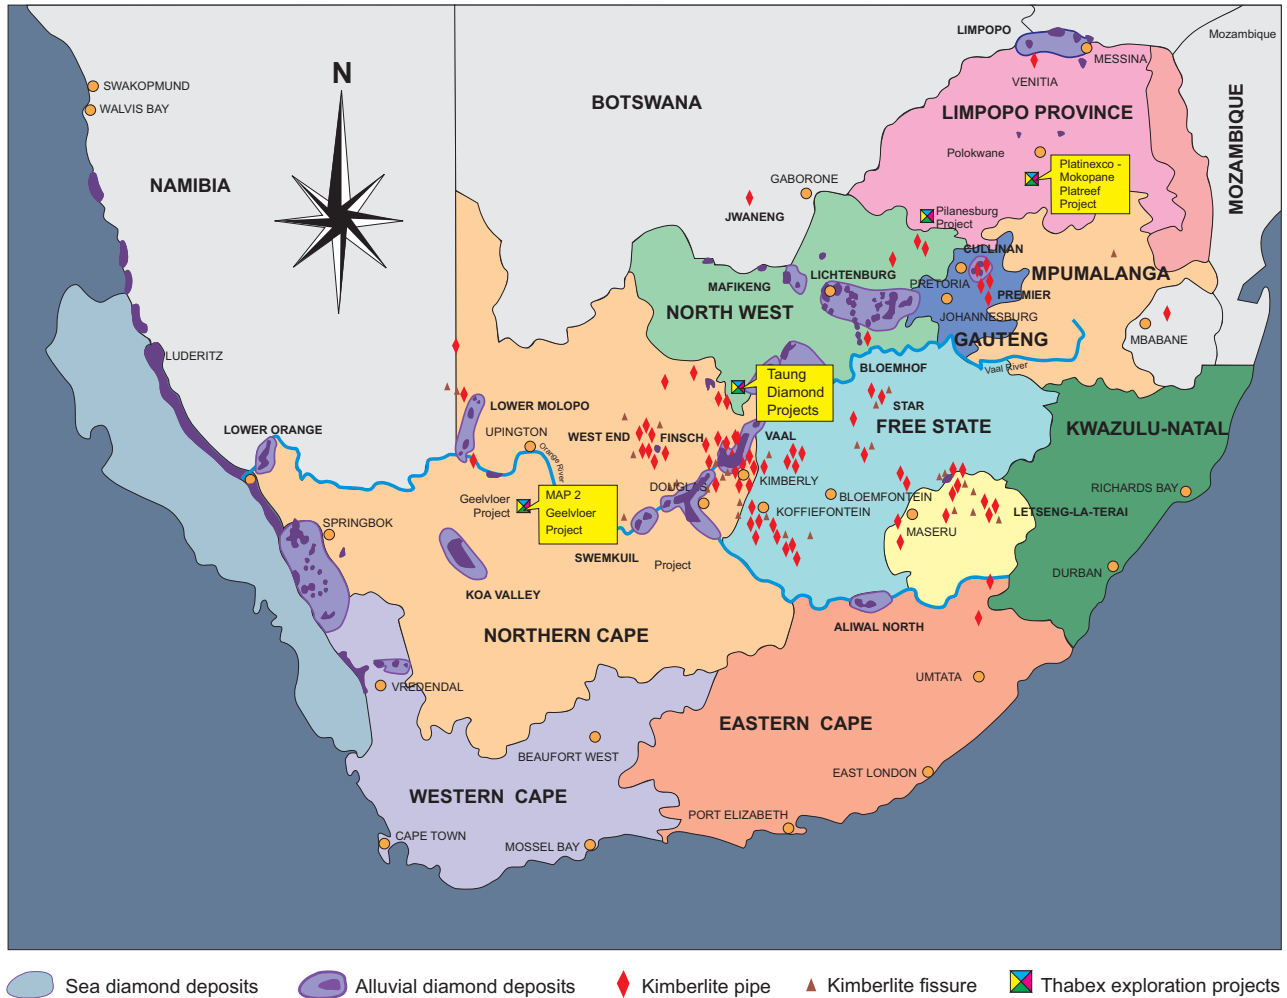 LIMPOPO
Mozambique
MESSINA
N
SWAKOPMUND
VENITIA
WALVIS BAY
BOTSWANA
LIMPOPO PROVINCE
MOZAMBIQUE
Polokwane
Platinexco -
Mokopane
Platreef
Project
NAMIBIA
GABORONE
JWANENG
Pilanesburg
Project
CULLINAN
MPUMALANGA
LICHTENBURG
MAFIKENG
PRETORIA
PREMIER
NORTH WEST
JOHANNESBURG
GAUTENG
MBABANE
LUDERITZ
BLOEMHOF
Vaal River
Taung
Diamond
Projects
LOWER MOLOPO
STAR
LOWER ORANGE
UPINGTON
WEST END
FINSCH
VAAL
FREE STATE
KWAZULU-NATAL
Orange River
KIMBERLY
DOUGLAS
RICHARDS BAY
Geelvloer
Project
MAP 2
Geelvloer
Project
BLOEMFONTEIN
KOFFIEFONTEIN
LETSENG-LA-TERAI
SPRINGBOK
MASERU
SWEMKUIL
Project
DURBAN
KOA VALLEY
ALIWAL NORTH
NORTHERN CAPE
UMTATA
VREDENDAL
EASTERN CAPE
BEAUFORT WEST
EAST LONDON
WESTERN CAPE
PORT ELIZABETH
CAPE TOWN
MOSSEL BAY
Sea diamond deposits
Alluvial diamond deposits
Kimberlite pipe
Kimberlite fissure
Thabex exploration projects